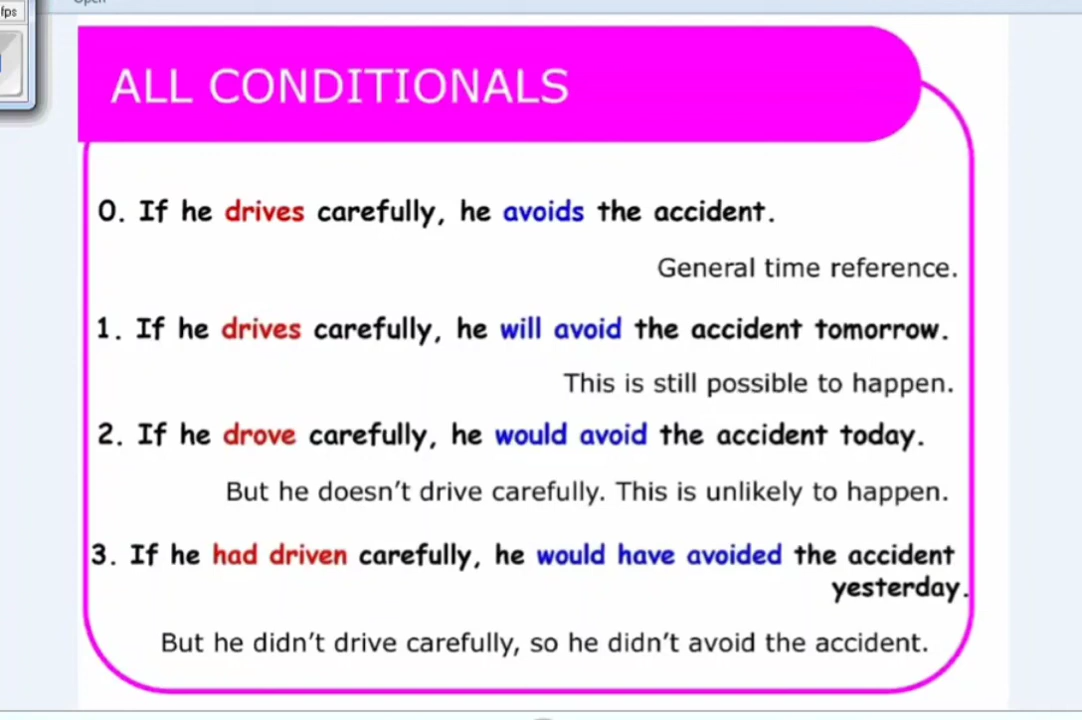 fps
ALL CONDITIONALS
0. If he drives carefully, he avoids the accident.
General time reference.
1. If he drives carefully, he will avoid the accident tomorrow.
This is still possible to happen.
2. If he drove carefully, he would avoid the accident today.
But he doesn't drive carefully. This is unlikely to happen.
3. If he had driven carefully, he would have avoided the accident
yesterday.
But he didn't drive carefully, so he didn't avoid the accident.